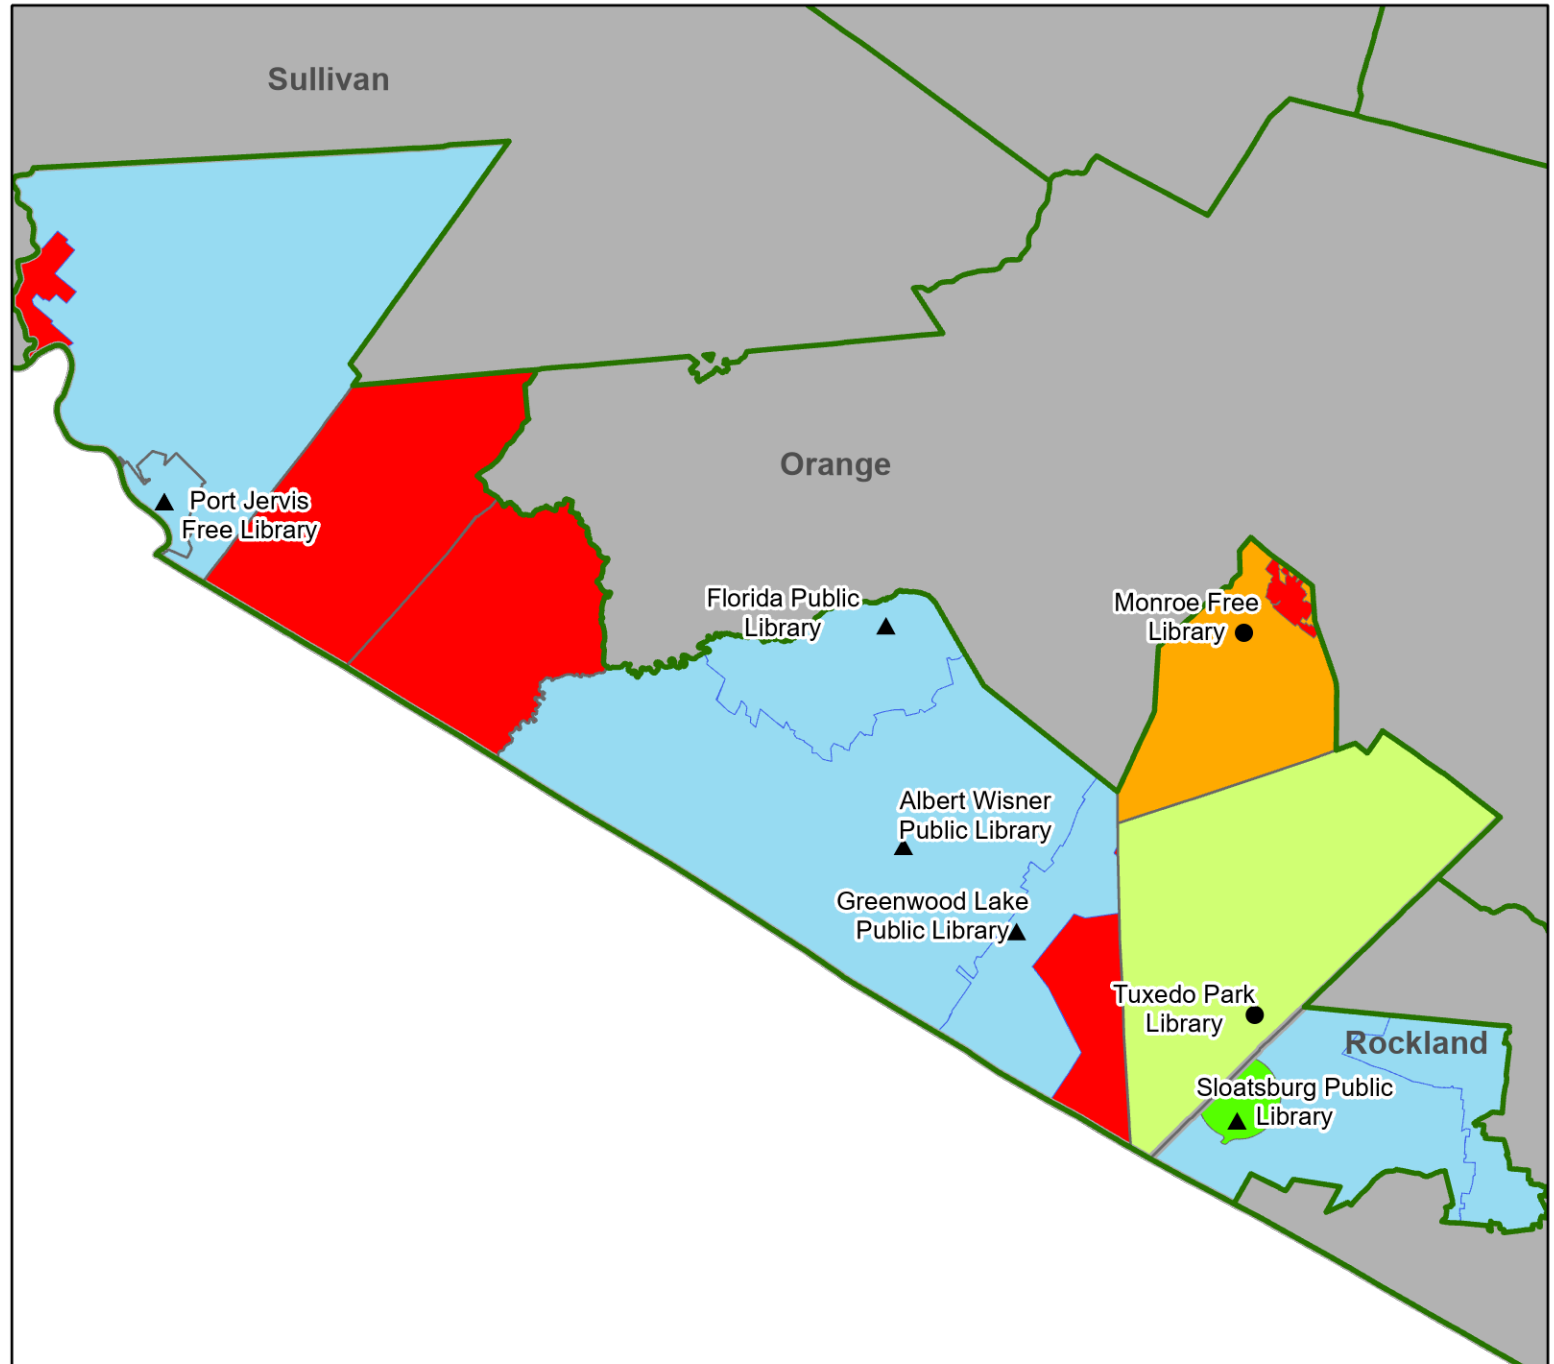 Sullivan
Orange
Port Jervis
Free Library
Florida Public
Library
Monroe Free
Library
Albert Wisner
Public Library
Greenwood Lake
Public Library
Tuxedo Park
Library
Rockland
Sloatsburg Public
Library